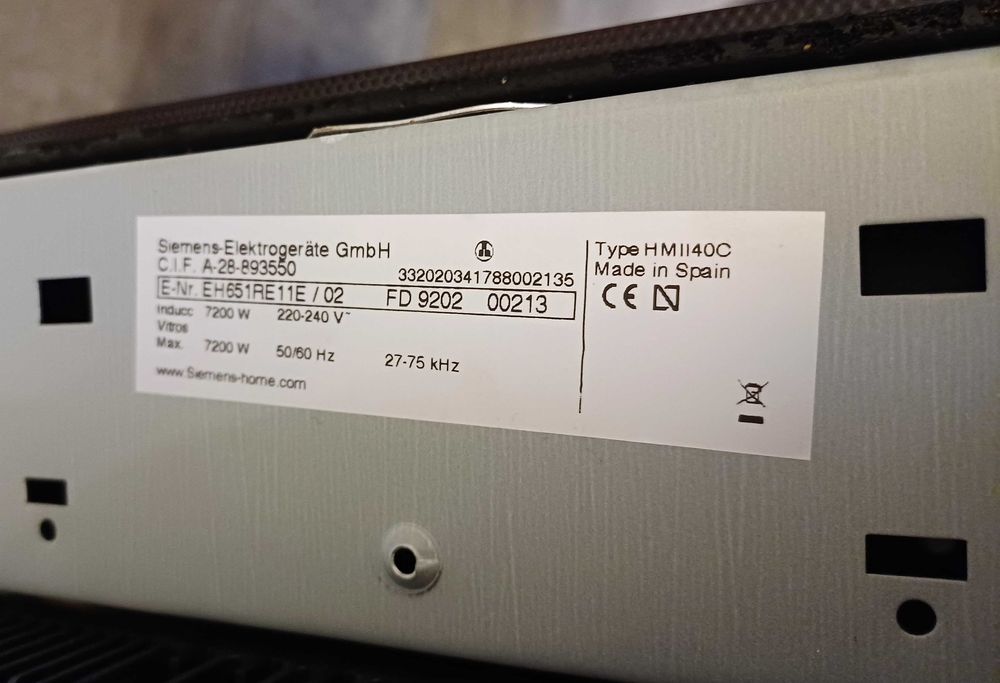 Siemens-Elektrogeräte GmbH
C.I.F. A-28-893550
332020341788002135
E-Nr. EH651RE11E / 02 FD 9202 00213
Inducc 7200 W 220-240 V~
Vitros
Max. 7200 W 50/60 Hz 27-75 kHz
www.Siemens-home.com
Type HMII40C
Made in Spain
CE N